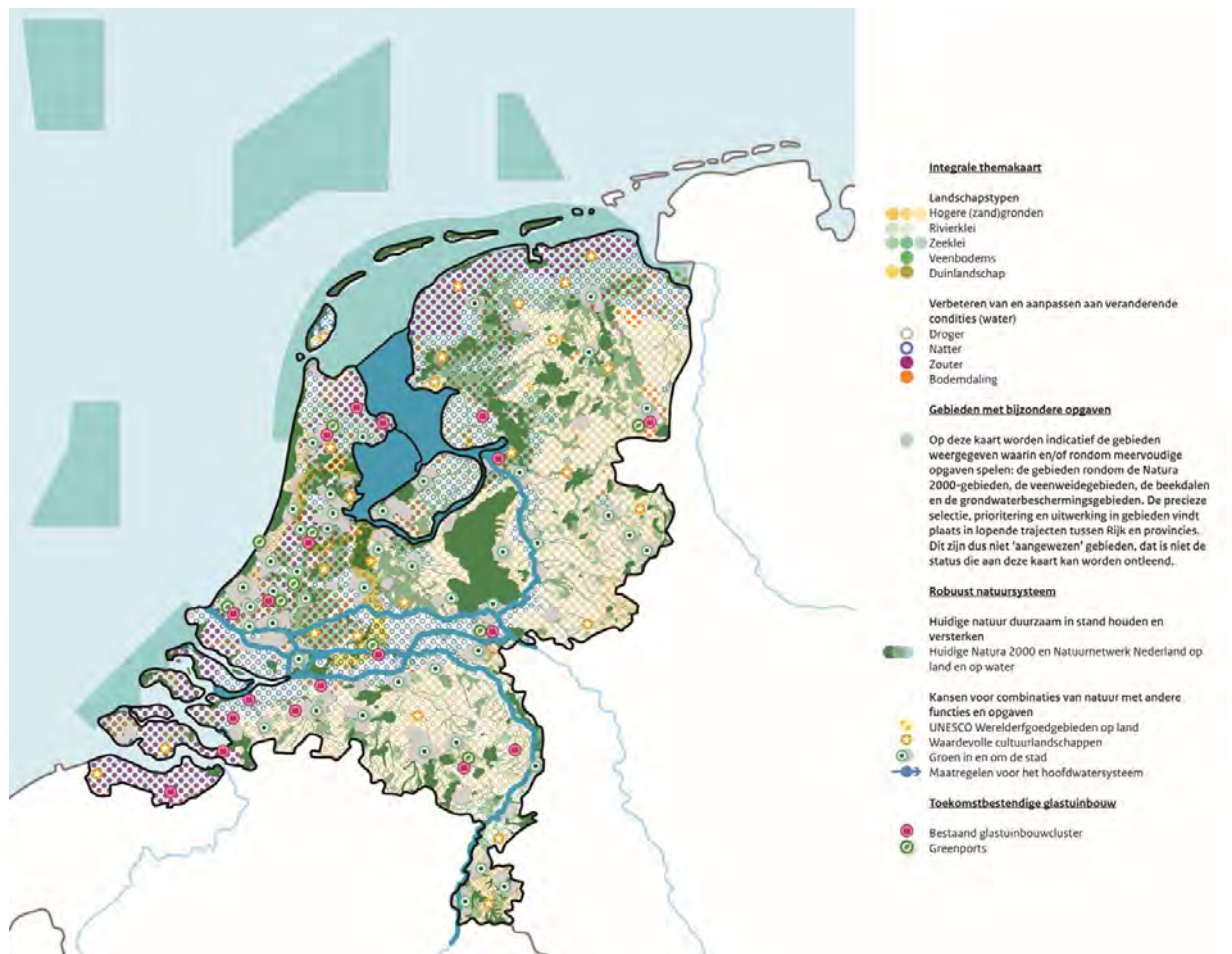 Integrale themakaart
Landschapstypen
Hogere (zand)gronden
Rivierklei
Zeeklei
Veenbodems
Duinlandschap
Verbeteren van en aanpassen aan veranderende
condities (water)
Droger
Natter
Zouter
Bodemdaling
Gebieden met bijzondere opgaven
Op deze kaart worden indicatief de gebieden
weergegeven waarin en/of rondom meervoudige
opgaven spelen: de gebieden rondom de Natura
2000-gebieden, de veenweidegebieden, de beekdalen
en de grondwaterbeschermingsgebieden. De precieze
selectie, prioritering en uitwerking in gebieden vindt
plaats in lopende trajecten tussen Rijk en provincies.
Dit zijn dus niet 'aangewezen' gebieden, dat is niet de
status die aan deze kaart kan worden ontleend.
Robuust natuursysteem
Huidige natuur duurzaam in stand houden en
versterken
Huidige Natura 2000 en Natuurnetwerk Nederland op
land en op water
Kansen voor combinaties van natuur met andere
functies en opgaven
UNESCO Werelderfgoedgebieden op land
Waardevolle cultuurlandschappen
Groen in en om de stad
Maatregelen voor het hoofdwatersysteem
Toekomstbestendige glastuinbouw
Bestaand glastuinbouwcluster
Greenports